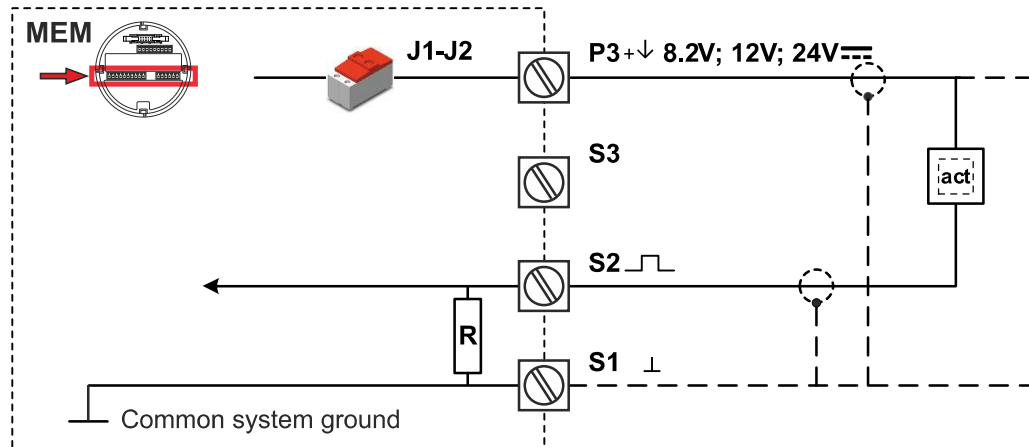 MEM
J1-J2
P3+↓ 8.2V; 12V; 24V
S3
act
S2
R
S1 ⊥
Common system ground